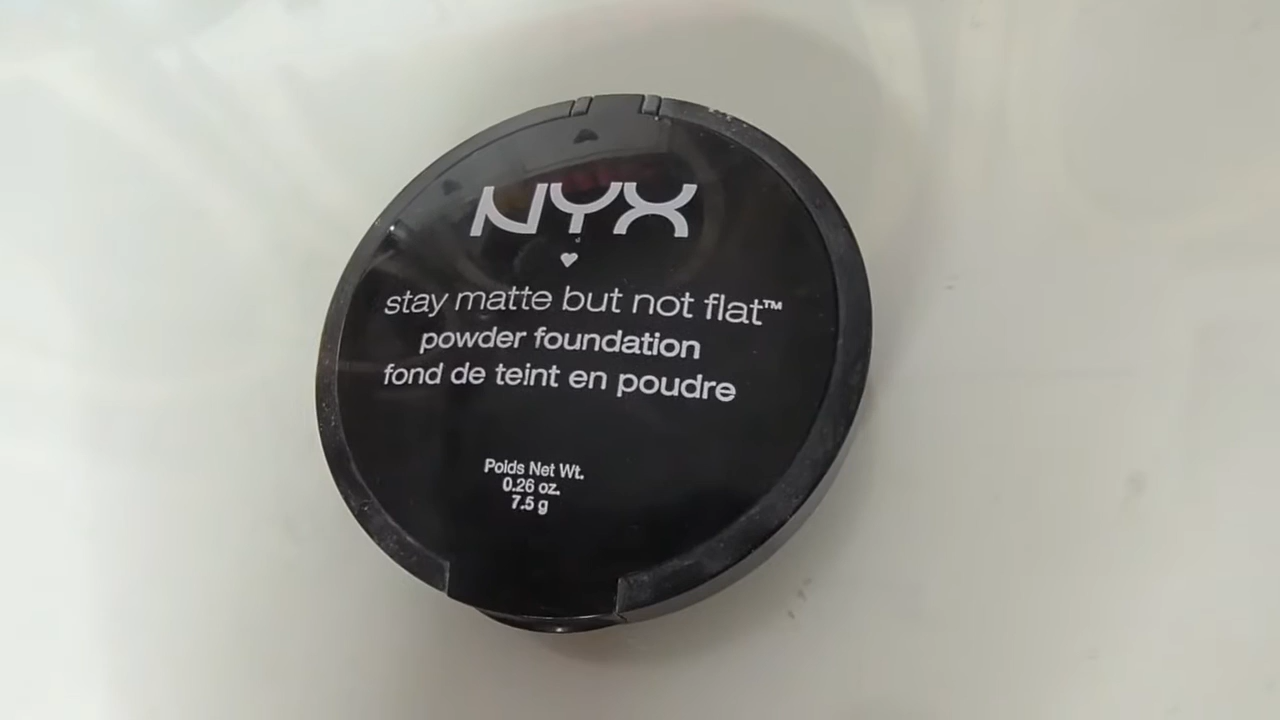 NYX
stay matte but not flat™
powder foundation
fond de teint en poudre
Poids Net Wt.
0.26 oz.
7.5 g